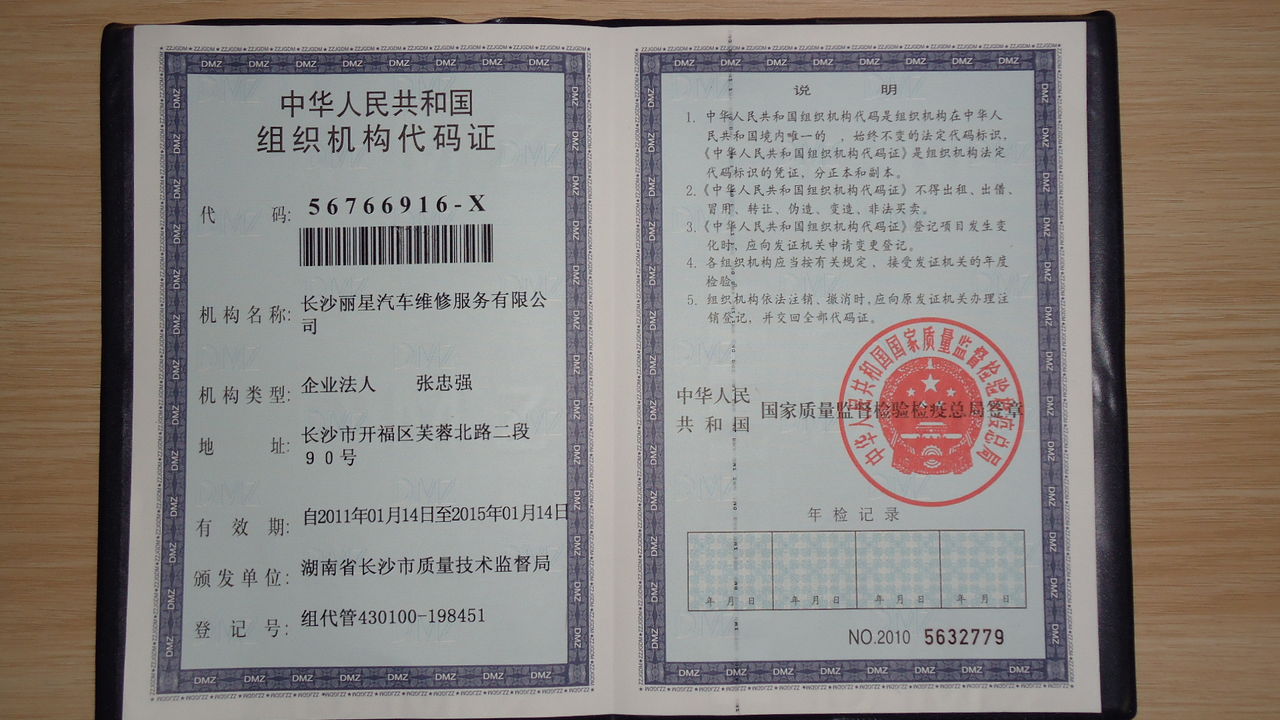 中华人民共和国
组织机构代码证
代 码: 56766916-X
机构名称: 长沙丽星汽车维修服务有限公
司
机构类型: 企业法人 张忠强
地 址: 长沙市开福区芙蓉北路二段
90号
有 效 期: 自2011年01月14日至2015年01月14日
颁发单位: 湖南省长沙市质量技术监督局
登 记 号: 组代管430100-198451
说 明
1. 中华人民共和国组织机构代码是组织机构在中华人
民共和国境内唯一的 、始终不变的法定代码标识，
《中华人民共和国组织机构代码证》是组织机构法定
代码标识的凭证，分正本和副本。
2.《中华人民共和国组织机构代码证》不得出租、出借、
冒用、转让、伪造、变造、非法买卖。
3.《中华人民共和国组织机构代码证》登记项目发生变
化时，应向发证机关申请变更登记。
4. 各组织机构应当按有关规定 、接受发证机关的年度
检验。
5. 组织机构依法注销、撤消时，应向原发证机关办理注
销登记，并交回全部代码证。
中华人民
共和国
国家质量监督检验检疫总局签章
中华人民共和国国家质量监督检验检疫总局
年检记录
年 月 日 年 月 日 年 月 日 年 月 日
NO.2010 5632779